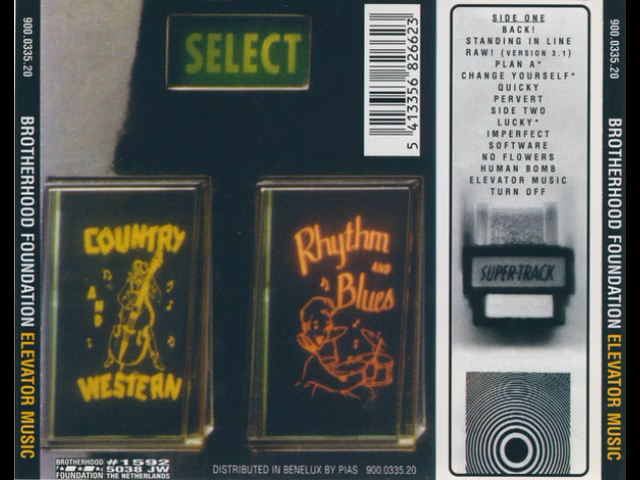 900.0335.20
BROTHERHOOD FOUNDATION ELEVATOR MUSIC
SELECT
5 413356 826623
COUNTRY
AND
WESTERN
Rhythm
AND
Blues
BROTHERHOOD
FOUNDATION
#1592
5038 JW
THE NETHERLANDS
DISTRIBUTED IN BENELUX BY PIAS 900.0335.20
SIDE ONE
BACK!
STANDING IN LINE
RAW! (VERSION 3.1)
PLAN A*
CHANGE YOURSELF*
QUICKY
PERVERT
SIDE TWO
LUCKY*
IMPERFECT
SOFTWARE
NO FLOWERS
HUMAN BOMB
ELEVATOR MUSIC
TURN OFF
SUPER-TRACK
900.0335.20
BROTHERHOOD FOUNDATION ELEVATOR MUSIC